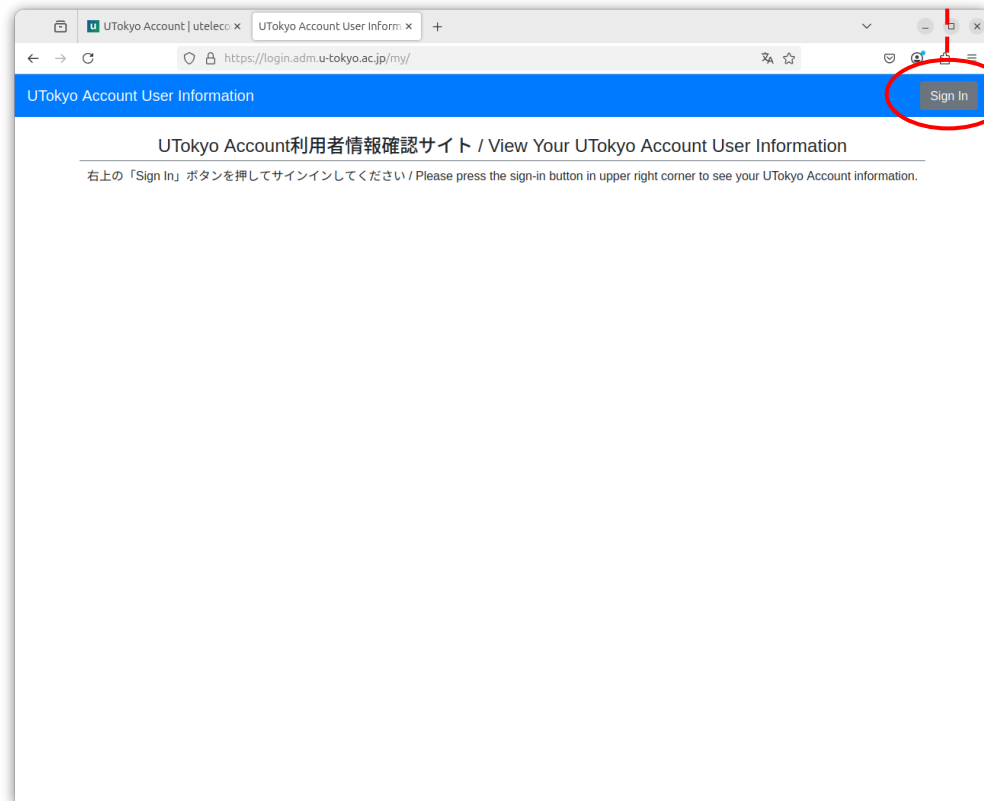 UTokyo Account | uteleco
UTokyo Account User Inform
https://login.adm.u-tokyo.ac.jp/my/
UTokyo Account User Information
Sign In
UTokyo Account利用者情報確認サイト / View Your UTokyo Account User Information
右上の「Sign In」ボタンを押してサインインしてください / Please press the sign-in button in upper right corner to see your UTokyo Account information.